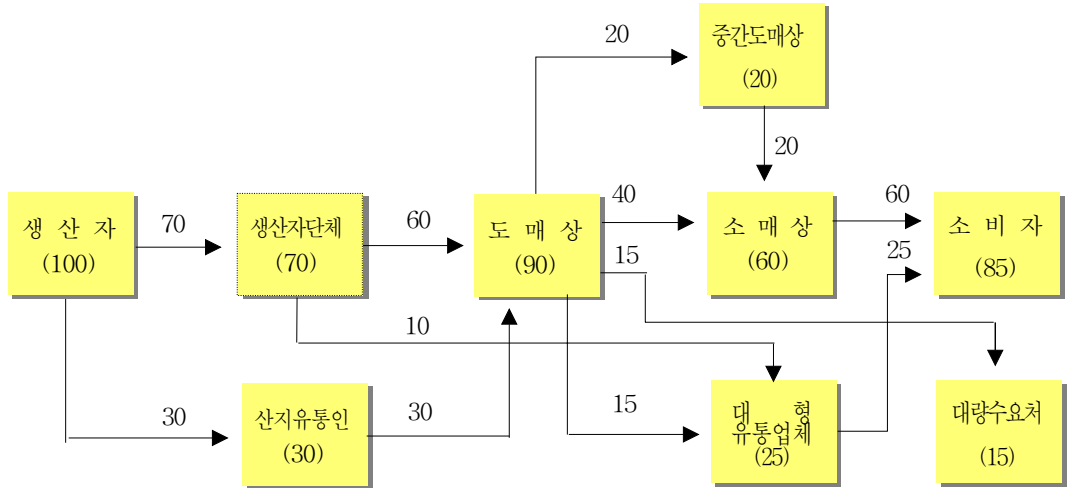 20
중간도매상
(20)
20
생 산 자
(100)
70
생산자단체
(70)
60
도 매 상
(90)
40
15
소 매 상
(60)
60
25
소 비 자
(85)
10
30
산지유통인
(30)
30
15
대 형
유통업체
(25)
대량수요처
(15)